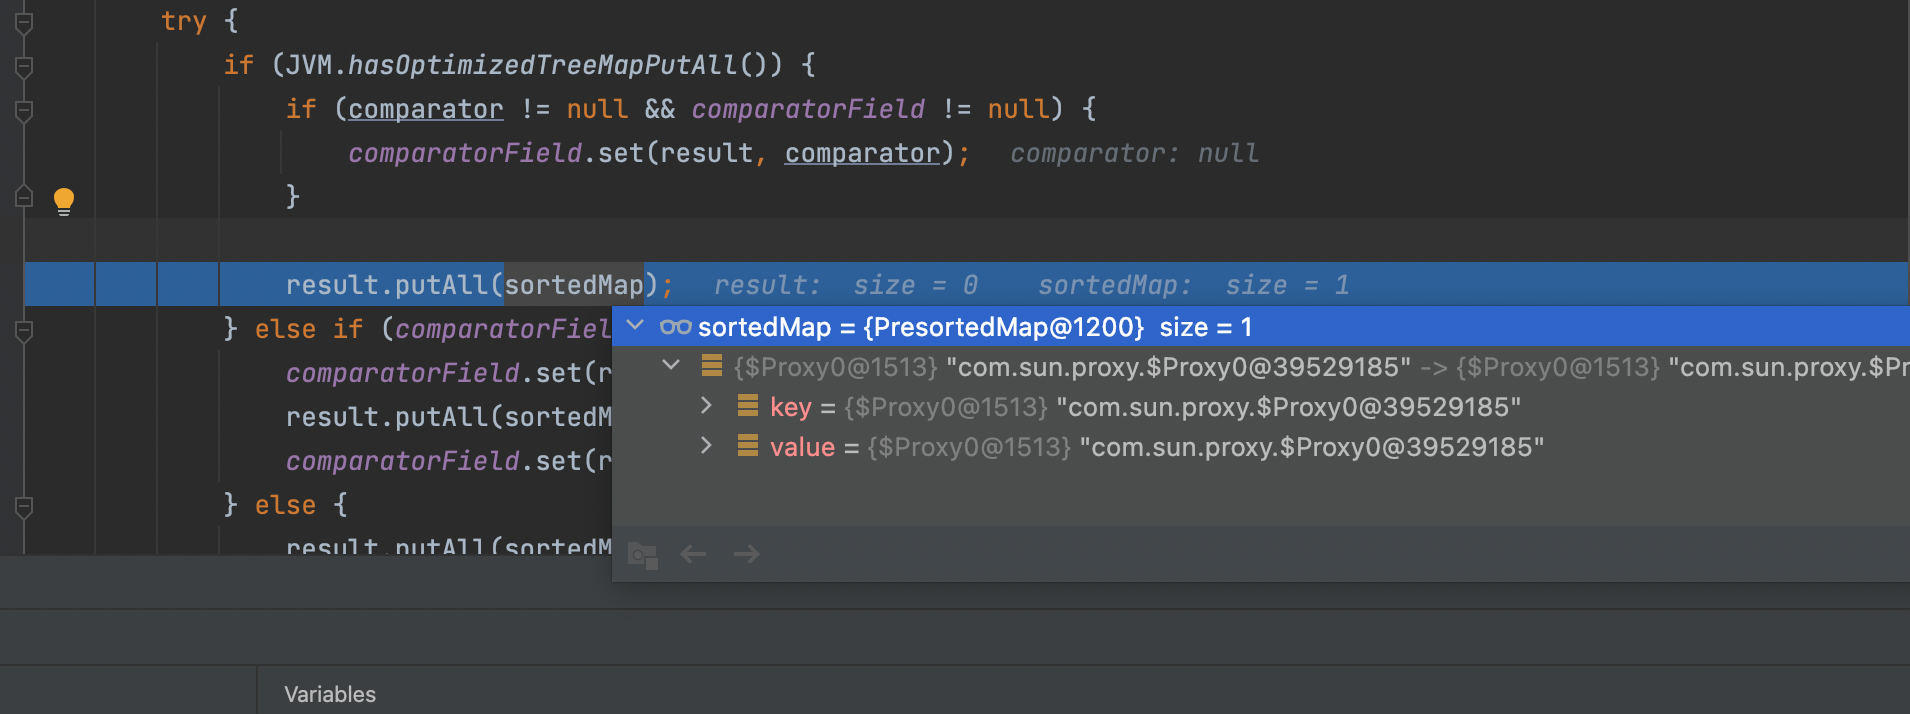 try {
if (JVM.hasOptimizedTreeMapPutAll()) {
if (comparator != null && comparatorField != null) {
comparatorField.set(result, comparator); comparator: null
}
result.putAll(sortedMap); result: size = 0 sortedMap: size = 1
} else if (comparatorFiel
sortedMap = {PresortedMap@1200} size = 1
comparatorField.set(r
{$Proxy0@1513} "com.sun.proxy.$Proxy0@39529185" -> {$Proxy0@1513} "com.sun.proxy.$Pr
result.putAll(sortedM
key = {$Proxy0@1513} "com.sun.proxy.$Proxy0@39529185"
comparatorField.set(r
value = {$Proxy0@1513} "com.sun.proxy.$Proxy0@39529185"
} else {
result.putAll(sortedM
Variables